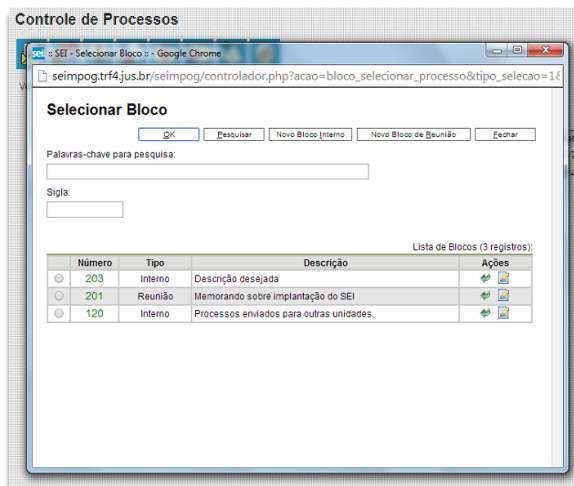 Controle de Processos
sei :: SEI - Selecionar Bloco :: - Google Chrome
seimpog.trf4.jus.br/seimpog/controlador.php?acao=bloco_selecionar_processo&tipo_selecao=1&
Selecionar Bloco
OK Pesquisar Novo Bloco Interno Novo Bloco de Reunião Fechar
Palavras-chave para pesquisa:
Sigla:
Lista de Blocos (3 registros):
Número Tipo Descrição Ações
203 Interno Descrição desejada
201 Reunião Memorando sobre implantação do SEI
120 Interno Processos enviados para outras unidades.